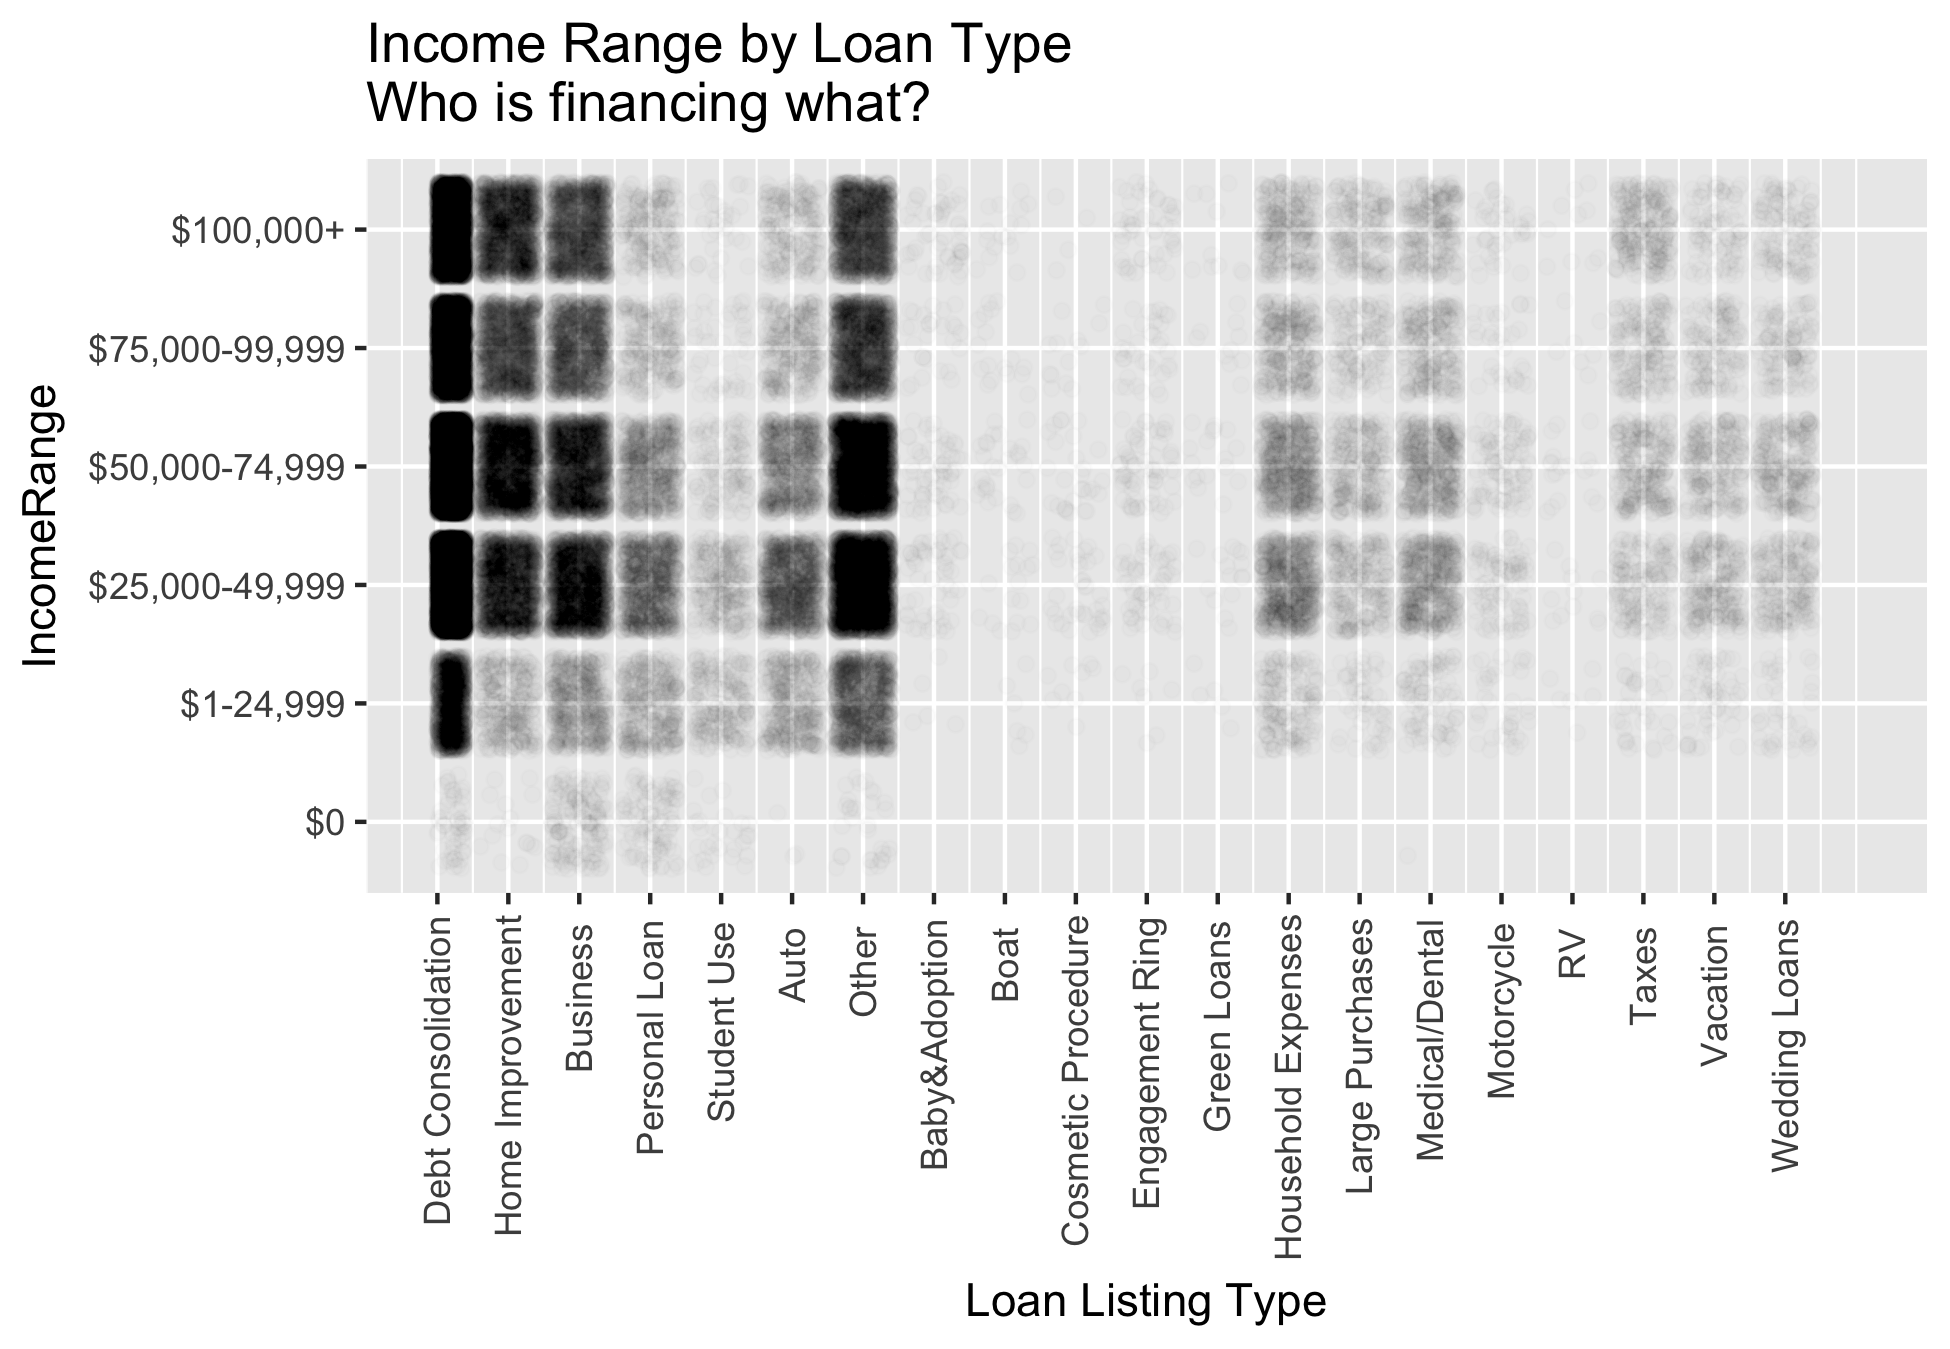 Income Range by Loan Type
Who is financing what?
IncomeRange
$100,000+
$75,000-99,999
$50,000-74,999
$25,000-49,999
$1-24,999
$0
Debt Consolidation
Home Improvement
Business
Personal Loan
Student Use
Auto
Other
Baby&Adoption
Boat
Cosmetic Procedure
Engagement Ring
Green Loans
Household Expenses
Large Purchases
Medical/Dental
Motorcycle
RV
Taxes
Vacation
Wedding Loans
Loan Listing Type